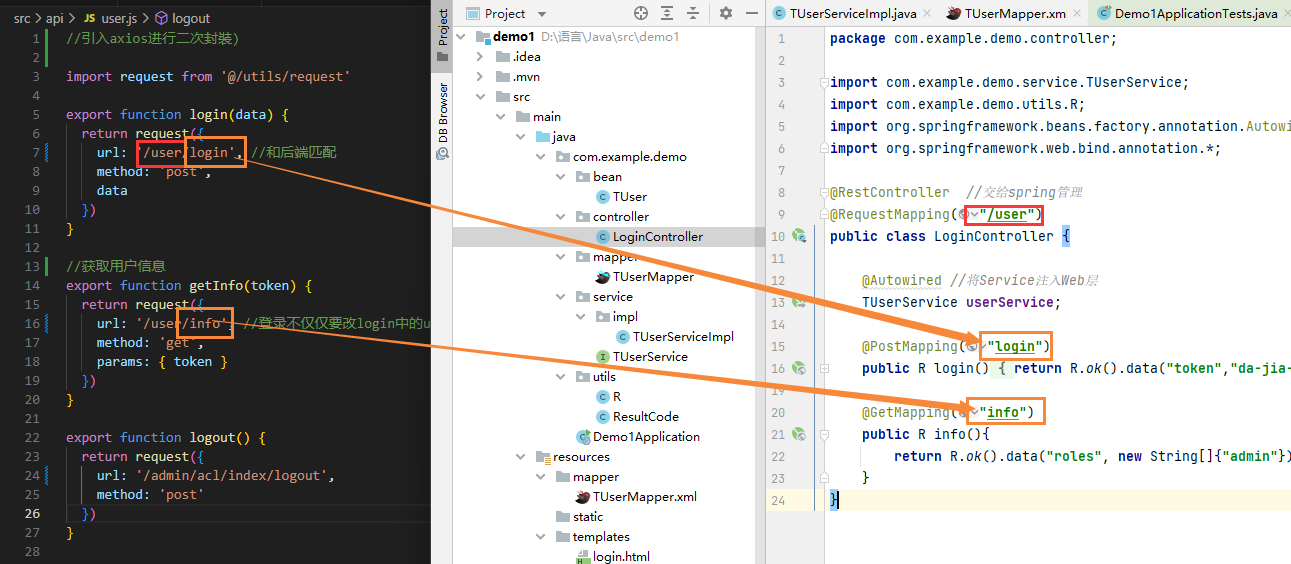 src > api > JS user.js > logout
1 //引入axios进行二次封装)
2
3 import request from '@/utils/request'
4
5 export function login(data) {
6 return request({
7 url: '/user/login', //和后端匹配
8 method: 'post',
9 data
10 })
11 }
12
13 //获取用户信息
14 export function getInfo(token) {
15 return request({
16 url: '/user/info', //登录不仅仅要改login中的u
17 method: 'get',
18 params: { token }
19 })
20 }
21
22 export function logout() {
23 return request({
24 url: '/admin/acl/index/logout',
25 method: 'post'
26 })
27 }
28
Project
DB Browser
Project
demo1 D:\语言\Java\src\demo1
.idea
.mvn
src
main
java
com.example.demo
bean
TUser
controller
LoginController
mapper
TUserMapper
service
impl
TUserServiceImpl
TUserService
utils
R
ResultCode
Demo1Application
resources
mapper
TUserMapper.xml
static
templates
login.html
TUserServiceImpl.java
TUserMapper.xm
Demo1ApplicationTests.java
1 package com.example.demo.controller;
2
3 import com.example.demo.service.TUserService;
4 import com.example.demo.utils.R;
5 import org.springframework.beans.factory.annotation.Autowi
6 import org.springframework.web.bind.annotation.*;
7
8 @RestController //交给spring管理
9 @RequestMapping("/user")
10 public class LoginController {
11
12 @Autowired //将Service注入Web层
13 TUserService userService;
14
15 @PostMapping("login")
16 public R login() { return R.ok().data("token","da-jia-
19
20 @GetMapping("info")
21 public R info(){
22 return R.ok().data("roles", new String[]{"admin"})
23 }
24 }